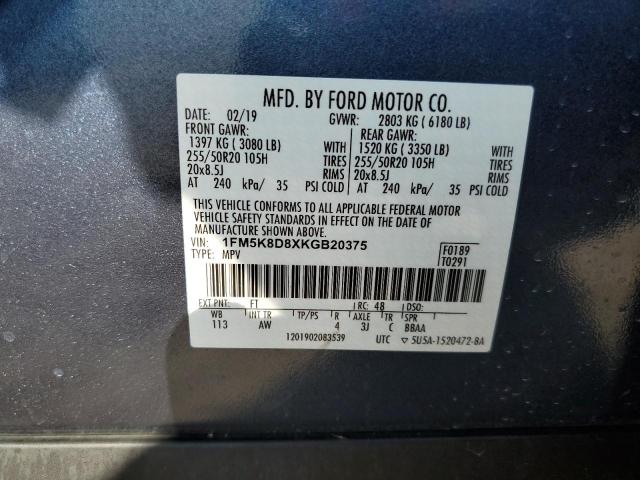 MFD. BY FORD MOTOR CO.
DATE: 02/19 GVWR: 2803 KG ( 6180 LB)
FRONT GAWR: REAR GAWR:
1397 KG ( 3080 LB) WITH 1520 KG ( 3350 LB) WITH
255/50R20 105H TIRES 255/50R20 105H TIRES
20x8.5J RIMS 20x8.5J RIMS
AT 240 kPa/ 35 PSI COLD AT 240 kPa/ 35 PSI COLD
THIS VEHICLE CONFORMS TO ALL APPLICABLE FEDERAL MOTOR
VEHICLE SAFETY STANDARDS IN EFFECT ON THE DATE OF
MANUFACTURE SHOWN ABOVE.
VIN: 1FM5K8D8XKGB20375 F0189
TYPE: MPV T0291
EXT PNT: FT RC: 48 DSO:
WB INT TR TP/PS R AXLE TR SPR
113 AW 4 3J C BBAA
1201902083539 UTC ▽ 5U5A-1520472-8A